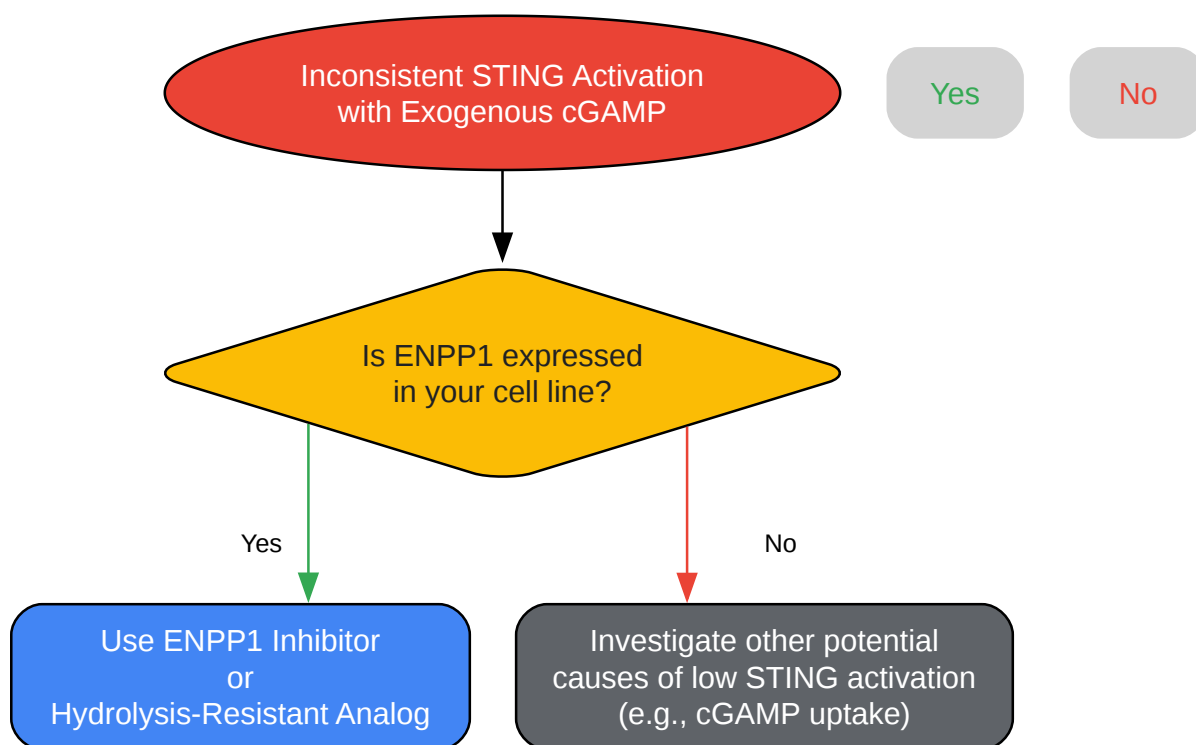 Inconsistent STING Activation
with Exogenous cGAMP
Yes
No
Is ENPP1 expressed
in your cell line?
Yes
No
Use ENPP1 Inhibitor
or
Hydrolysis-Resistant Analog
Investigate other potential
causes of low STING activation
(e.g., cGAMP uptake)